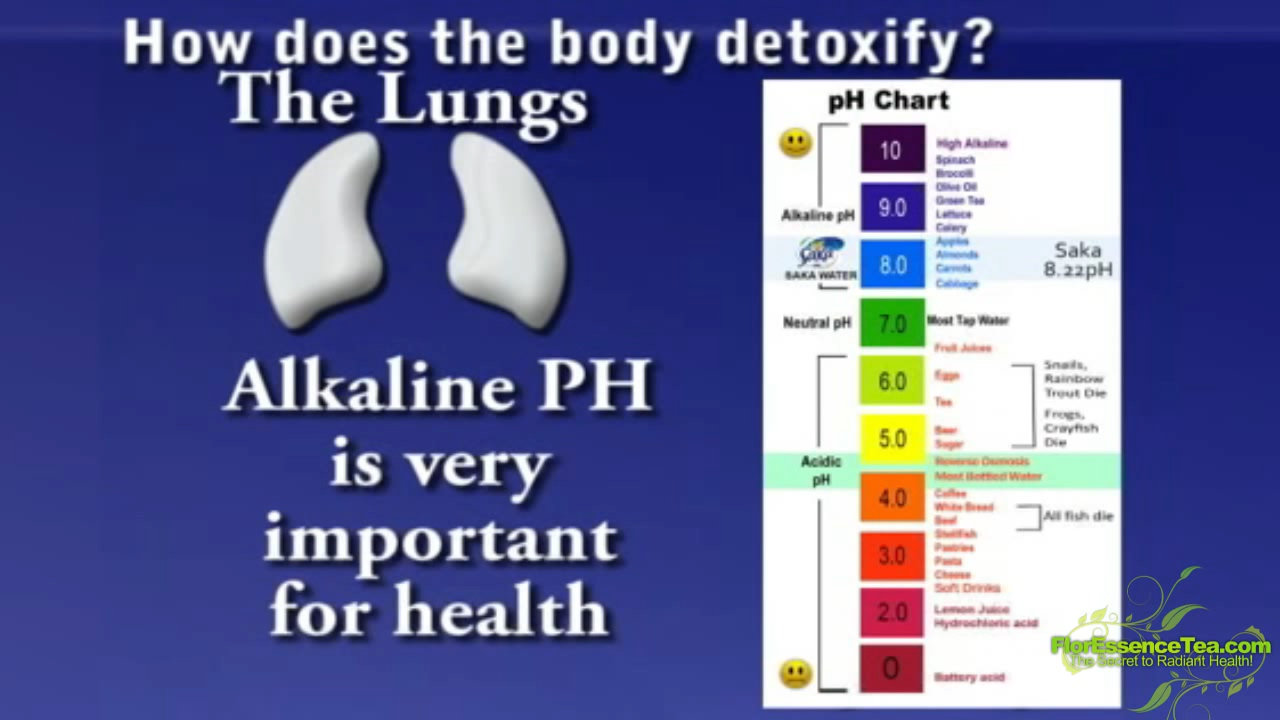 How does the body detoxify?
The Lungs
Alkaline PH
is very
important
for health
pH Chart
10
High Alkaline
Spinach
Brocolli
Olive Oil
Green Tea
9.0
Lettuce
Alkaline pH
Celery
Apples
Saka
SAKA WATER
8.0
Almonds
Carrots
Cabbage
Saka
8.22pH
Neutral pH
7.0
Most Tap Water
Fruit Juices
6.0
Eggs
Tea
Snails,
Rainbow
Trout Die
Frogs,
Crayfish
Die
5.0
Beer
Sugar
Acidic
pH
Reverse Osmosis
Most Bottled Water
4.0
Coffee
White Bread
Beef
All fish die
Shellfish
3.0
Pastries
Pasta
Cheese
Soft Drinks
2.0
Lemon Juice
Hydrochloric acid
0
Battery acid
FlorEssenceTea.com
The Secret to Radiant Health!